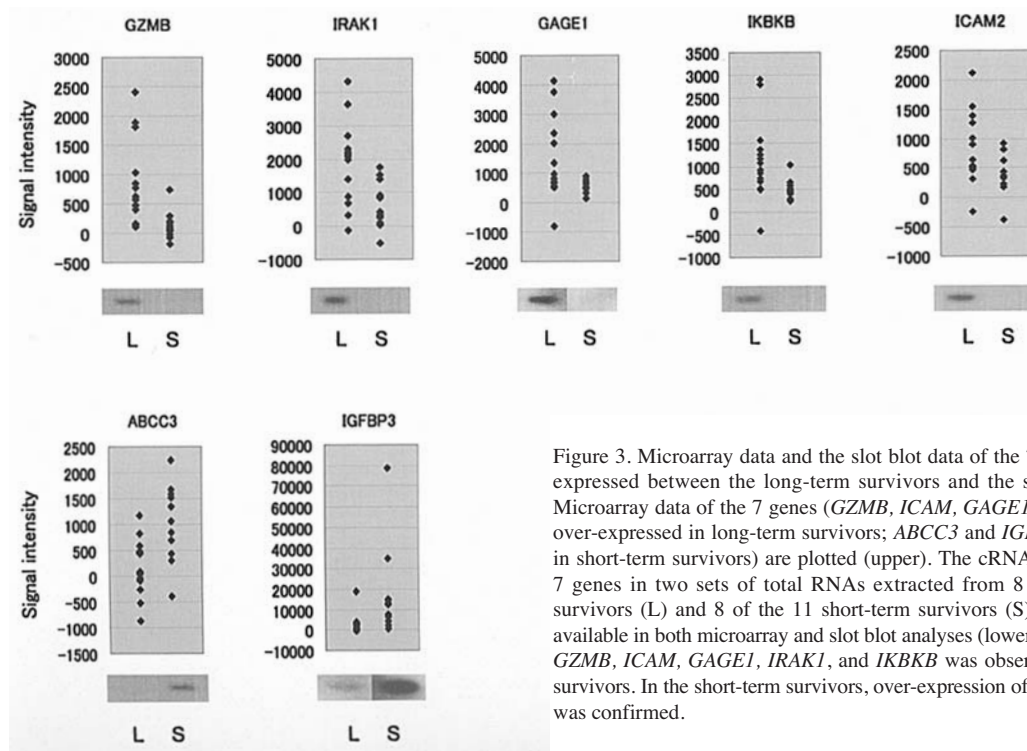 GZMB
IRAK1
GAGE1
IKBKB
ICAM2
Signal intensity
3000
2500
2000
1500
1000
500
0
-500
5000
4000
3000
2000
1000
0
-1000
5000
4000
3000
2000
1000
0
-1000
-2000
3500
3000
2500
2000
1500
1000
500
0
-500
-1000
2500
2000
1500
1000
500
0
-500
-1000
L S
L S
L S
L S
L S
ABCC3
IGFBP3
Signal intensity
2500
2000
1500
1000
500
0
-500
-1000
-1500
90000
80000
70000
60000
50000
40000
30000
20000
10000
0
-10000
L S
L S
Figure 3. Microarray data and the slot blot data of the
expressed between the long-term survivors and the s
Microarray data of the 7 genes (GZMB, ICAM, GAGE1
over-expressed in long-term survivors; ABCC3 and IGF
in short-term survivors) are plotted (upper). The cRNA
7 genes in two sets of total RNAs extracted from 8
survivors (L) and 8 of the 11 short-term survivors (S)
available in both microarray and slot blot analyses (lower
GZMB, ICAM, GAGE1, IRAK1, and IKBKB was obser
survivors. In the short-term survivors, over-expression of
was confirmed.